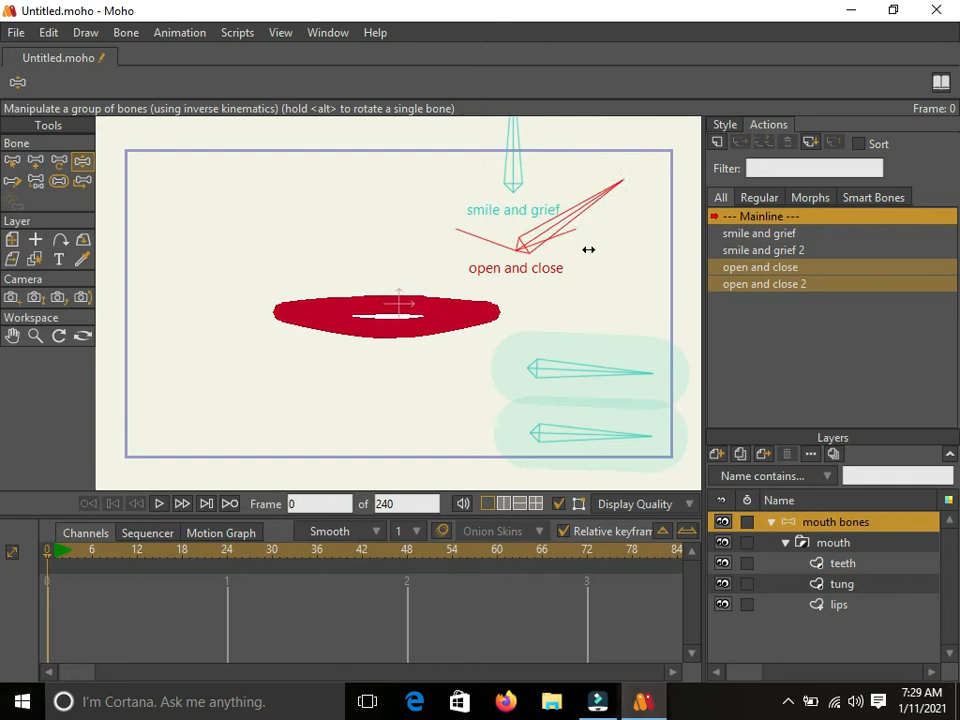 Untitled.moho - Moho
File Edit Draw Bone Animation Scripts View Window Help
Untitled.moho
Manipulate a group of bones (using inverse kinematics) (hold <alt> to rotate a single bone)
Frame: 0
Tools
Bone
Layer
Camera
Workspace
smile and grief
open and close
Style Actions
Sort
Filter:
All Regular Morphs Smart Bones
--- Mainline ---
smile and grief
smile and grief 2
open and close
open and close 2
Layers
Name contains...
Name
mouth bones
mouth
teeth
tung
lips
Frame 0 of 240 Display Quality
Channels Sequencer Motion Graph Smooth 1 Onion Skins Relative keyfram
0 6 12 18 24 30 36 42 48 54 60 66 72 78 84
0 1 2 3
I'm Cortana. Ask me anything.
7:29 AM
1/11/2021